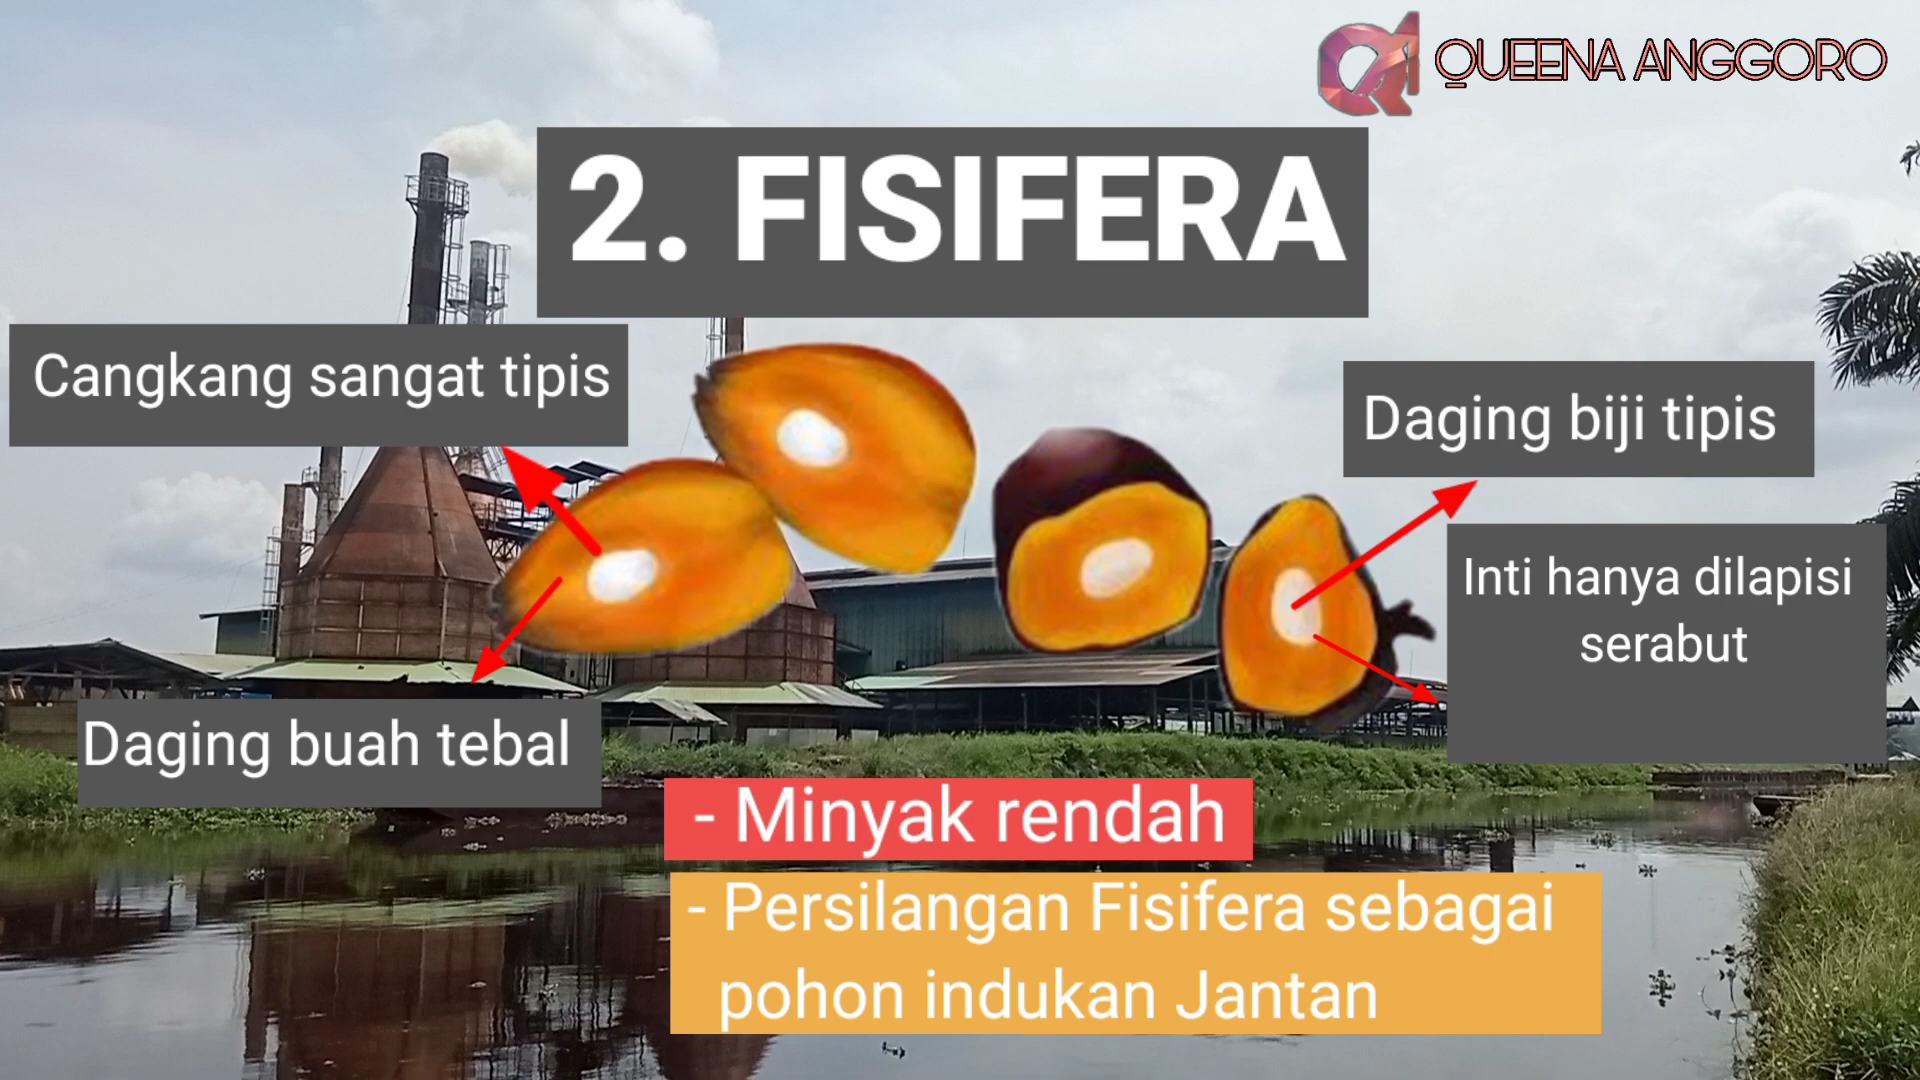 QUEENA ANGGORO
2. FISIFERA
Cangkang sangat tipis
Daging biji tipis
Inti hanya dilapisi
serabut
Daging buah tebal
- Minyak rendah
- Persilangan Fisifera sebagai
pohon indukan Jantan